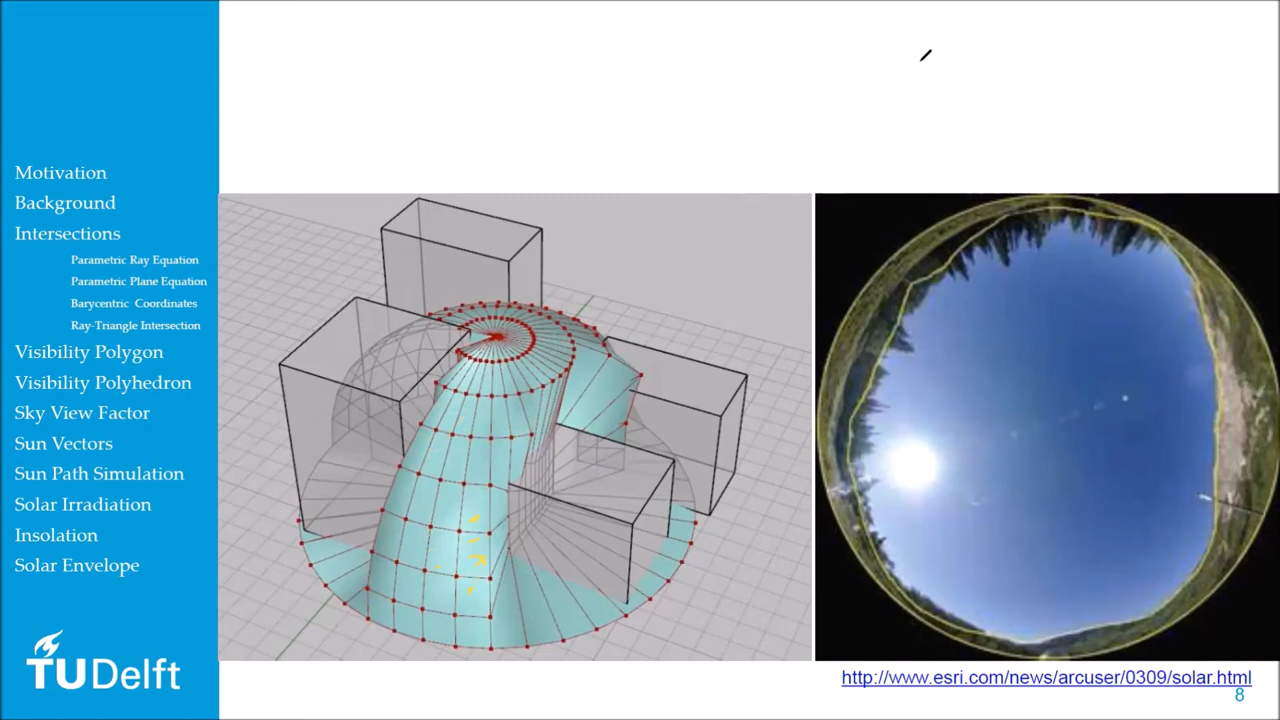 Motivation
Background
Intersections
Parametric Ray Equation
Parametric Plane Equation
Barycentric Coordinates
Ray-Triangle Intersection
Visibility Polygon
Visibility Polyhedron
Sky View Factor
Sun Vectors
Sun Path Simulation
Solar Irradiation
Insolation
Solar Envelope
TUDelft
http://www.esri.com/news/arcuser/0309/solar.html
8